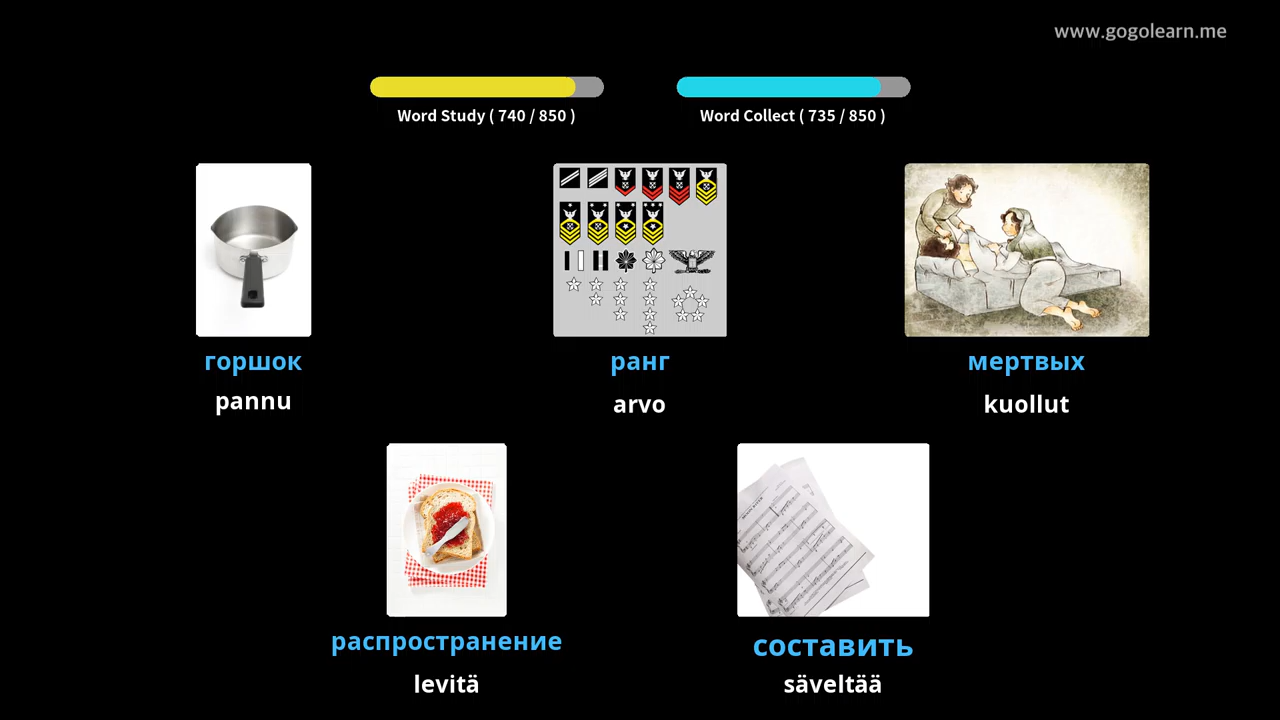 www.gogolearn.me
Word Study ( 740 / 850 )
Word Collect ( 735 / 850 )
горшок
ранг
мертвых
pannu
arvo
kuollut
распространение
составить
levitä
säveltää